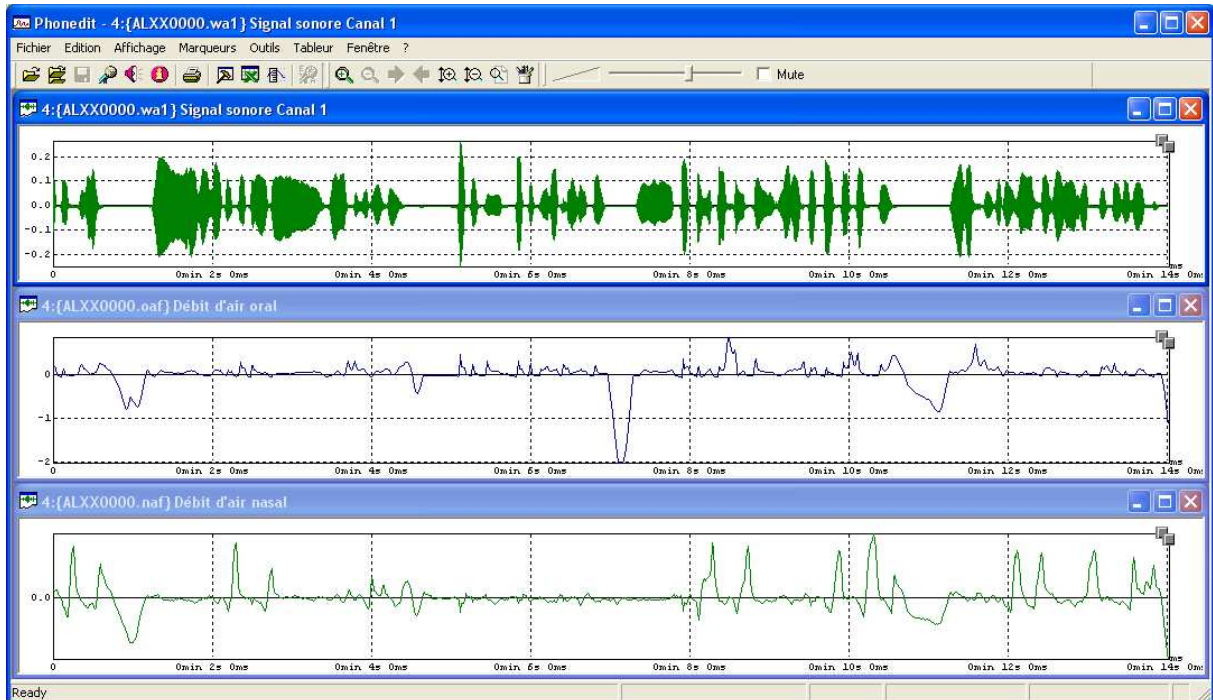 Phonedit - 4:{ALXX0000.wa1} Signal sonore Canal 1
Fichier Edition Affichage Marqueurs Outils Tableur Fenêtre ?
Mute
4:{ALXX0000.wa1} Signal sonore Canal 1
0.2
0.1
0.0
-0.1
-0.2
ms
0 0min 2s 0ms 0min 4s 0ms 0min 6s 0ms 0min 8s 0ms 0min 10s 0ms 0min 12s 0ms 0min 14s 0ms
4:{ALXX0000.oaf} Débit d'air oral
0
-1
-2
ms
0 0min 2s 0ms 0min 4s 0ms 0min 6s 0ms 0min 8s 0ms 0min 10s 0ms 0min 12s 0ms 0min 14s 0ms
4:{ALXX0000.naf} Débit d'air nasal
0.0
ms
0 0min 2s 0ms 0min 4s 0ms 0min 6s 0ms 0min 8s 0ms 0min 10s 0ms 0min 12s 0ms 0min 14s 0ms
Ready